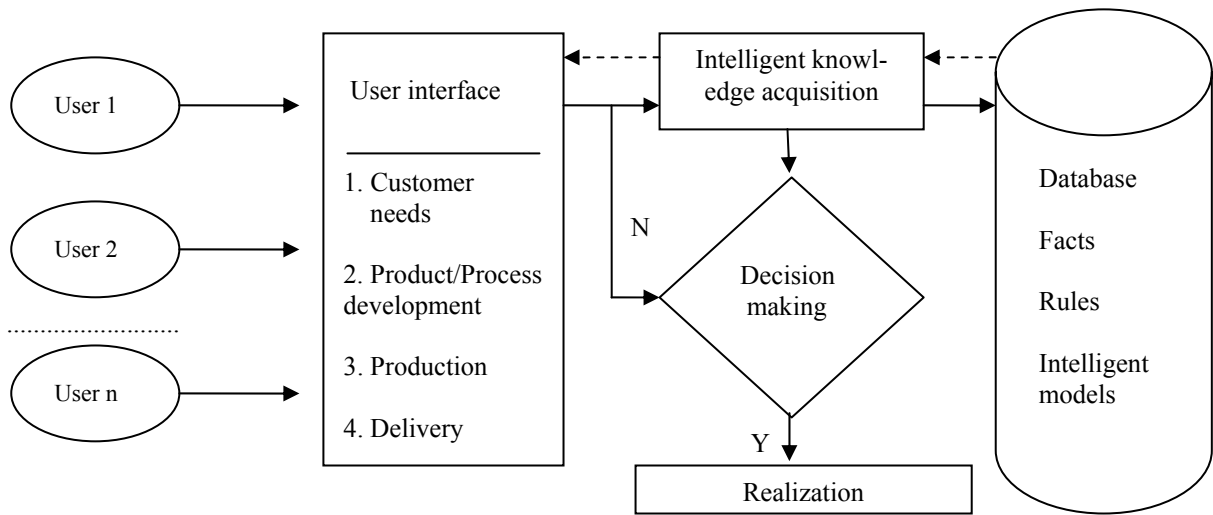 User 1
User 2
User n
User interface
1. Customer
needs
2. Product/Process
development
3. Production
4. Delivery
Intelligent knowl-
edge acquisition
N
Decision
making
Y
Realization
Database
Facts
Rules
Intelligent
models